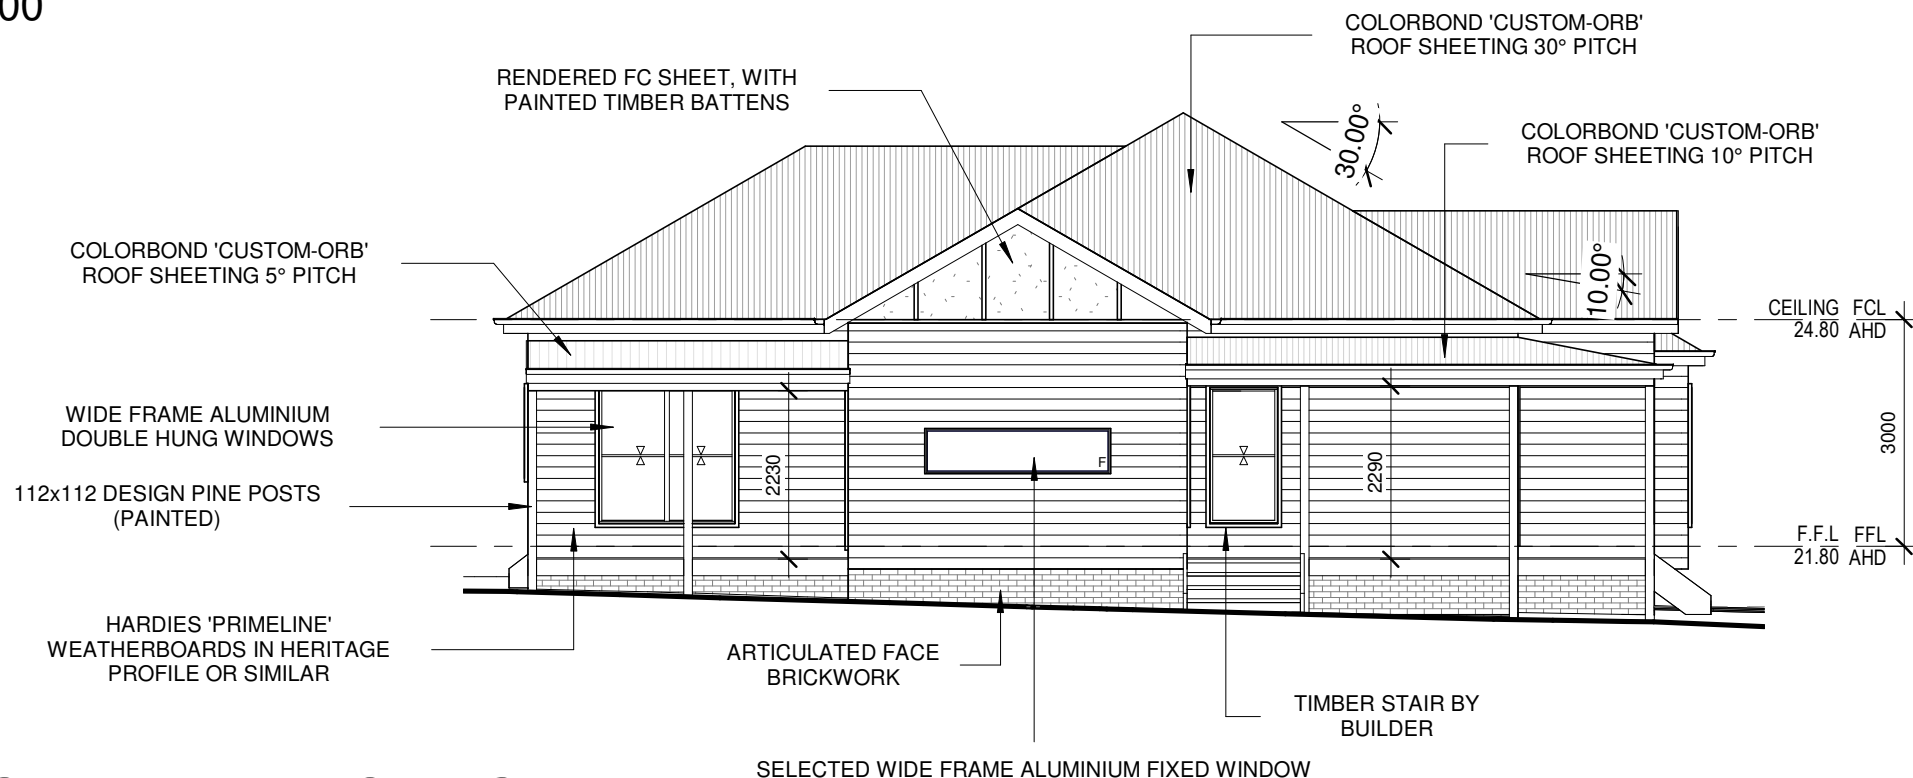 00
COLORBOND 'CUSTOM-ORB'
ROOF SHEETING 30° PITCH
RENDERED FC SHEET, WITH
PAINTED TIMBER BATTENS
30.00°
COLORBOND 'CUSTOM-ORB'
ROOF SHEETING 10° PITCH
COLORBOND 'CUSTOM-ORB'
ROOF SHEETING 5° PITCH
10.00°
CEILING FCL
24.80 AHD
WIDE FRAME ALUMINIUM
DOUBLE HUNG WINDOWS
2230
F
2290
3000
112x112 DESIGN PINE POSTS
(PAINTED)
F.F.L FFL
21.80 AHD
HARDIES 'PRIMELINE'
WEATHERBOARDS IN HERITAGE
PROFILE OR SIMILAR
ARTICULATED FACE
BRICKWORK
TIMBER STAIR BY
BUILDER
SELECTED WIDE FRAME ALUMINIUM FIXED WINDOW